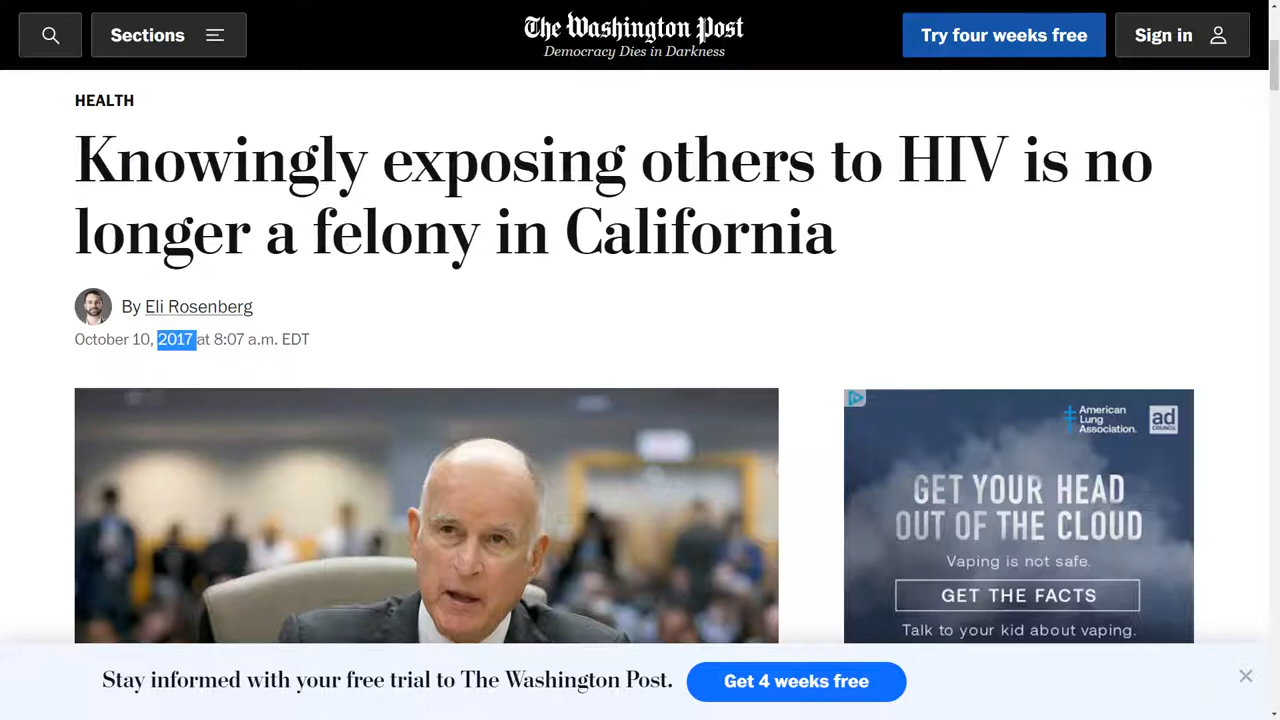 Sections
The Washington Post
Democracy Dies in Darkness
Try four weeks free
Sign in
HEALTH
Knowingly exposing others to HIV is no
longer a felony in California
By Eli Rosenberg
October 10, 2017 at 8:07 a.m. EDT
American
Lung
Association.
ad
COUNCIL
GET YOUR HEAD
OUT OF THE CLOUD
Vaping is not safe.
GET THE FACTS
Talk to your kid about vaping.
Stay informed with your free trial to The Washington Post.
Get 4 weeks free